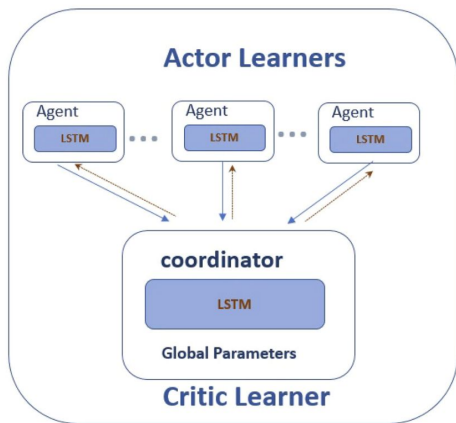 Actor Learners
Agent Agent Agent
LSTM LSTM LSTM
coordinator
LSTM
Global Parameters
Critic Learner